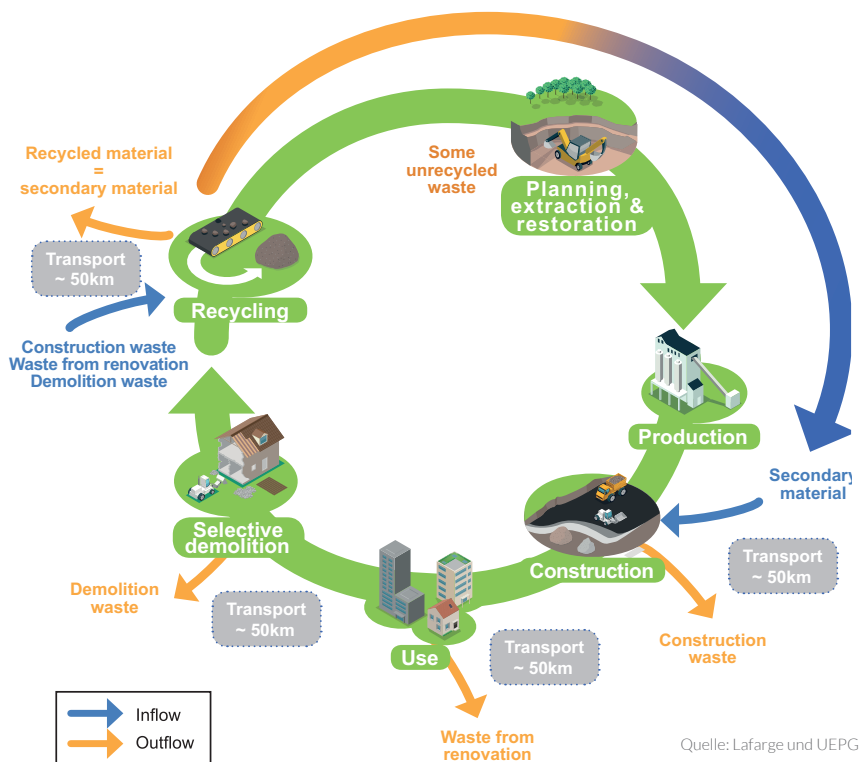 Recycled material
=
secondary material
Some
unrecycled
waste
Planning,
extraction &
restoration
Transport
~ 50km
Recycling
Construction waste
Waste from renovation
Demolition waste
Production
Secondary
material
Selective
demolition
Construction
Transport
~ 50km
Demolition
waste
Transport
~ 50km
Use
Transport
~ 50km
Construction
waste
Inflow
Outflow
Waste from
renovation
Quelle: Lafarge und UEPG